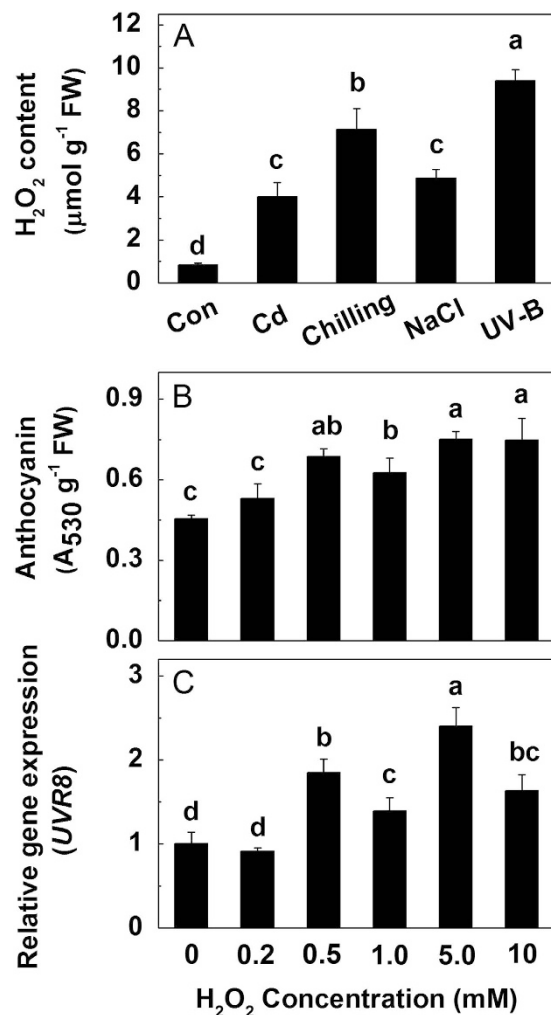 A
H₂O₂ content
(μmol g⁻¹ FW)
12
10
8
6
4
2
0
d
c
b
c
a
Con
Cd
Chilling
NaCl
UV-B
B
Anthocyanin
(A₅₃₀ g⁻¹ FW)
0.9
0.6
0.3
0.0
c
c
ab
b
a
a
C
Relative gene expression
(UVR8)
3
2
1
0
d
d
b
c
a
bc
0 0.2 0.5 1.0 5.0 10
H₂O₂ Concentration (mM)